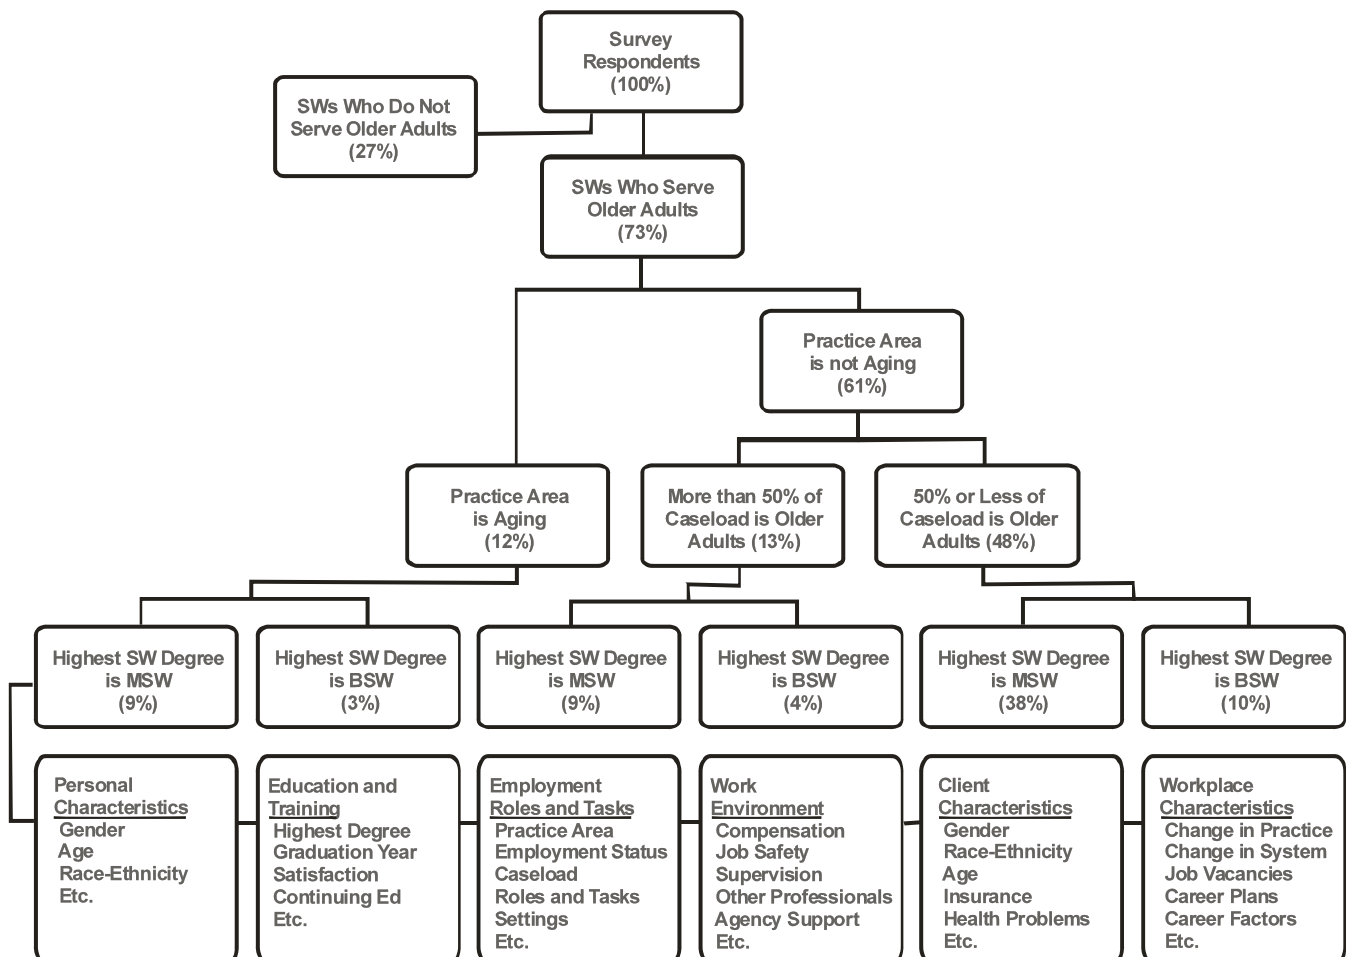 Survey
Respondents
(100%)
SWs Who Do Not
Serve Older Adults
(27%)
SWs Who Serve
Older Adults
(73%)
Practice Area
is not Aging
(61%)
Practice Area
is Aging
(12%)
More than 50% of
Caseload is Older
Adults (13%)
50% or Less of
Caseload is Older
Adults (48%)
Highest SW Degree
is MSW
(9%)
Highest SW Degree
is BSW
(3%)
Highest SW Degree
is MSW
(9%)
Highest SW Degree
is BSW
(4%)
Highest SW Degree
is MSW
(38%)
Highest SW Degree
is BSW
(10%)
Personal
Characteristics
Gender
Age
Race-Ethnicity
Etc.
Education and
Training
Highest Degree
Graduation Year
Satisfaction
Continuing Ed
Etc.
Employment
Roles and Tasks
Practice Area
Employment Status
Caseload
Roles and Tasks
Settings
Etc.
Work
Environment
Compensation
Job Safety
Supervision
Other Professionals
Agency Support
Etc.
Client
Characteristics
Gender
Race-Ethnicity
Age
Insurance
Health Problems
Etc.
Workplace
Characteristics
Change in Practice
Change in System
Job Vacancies
Career Plans
Career Factors
Etc.